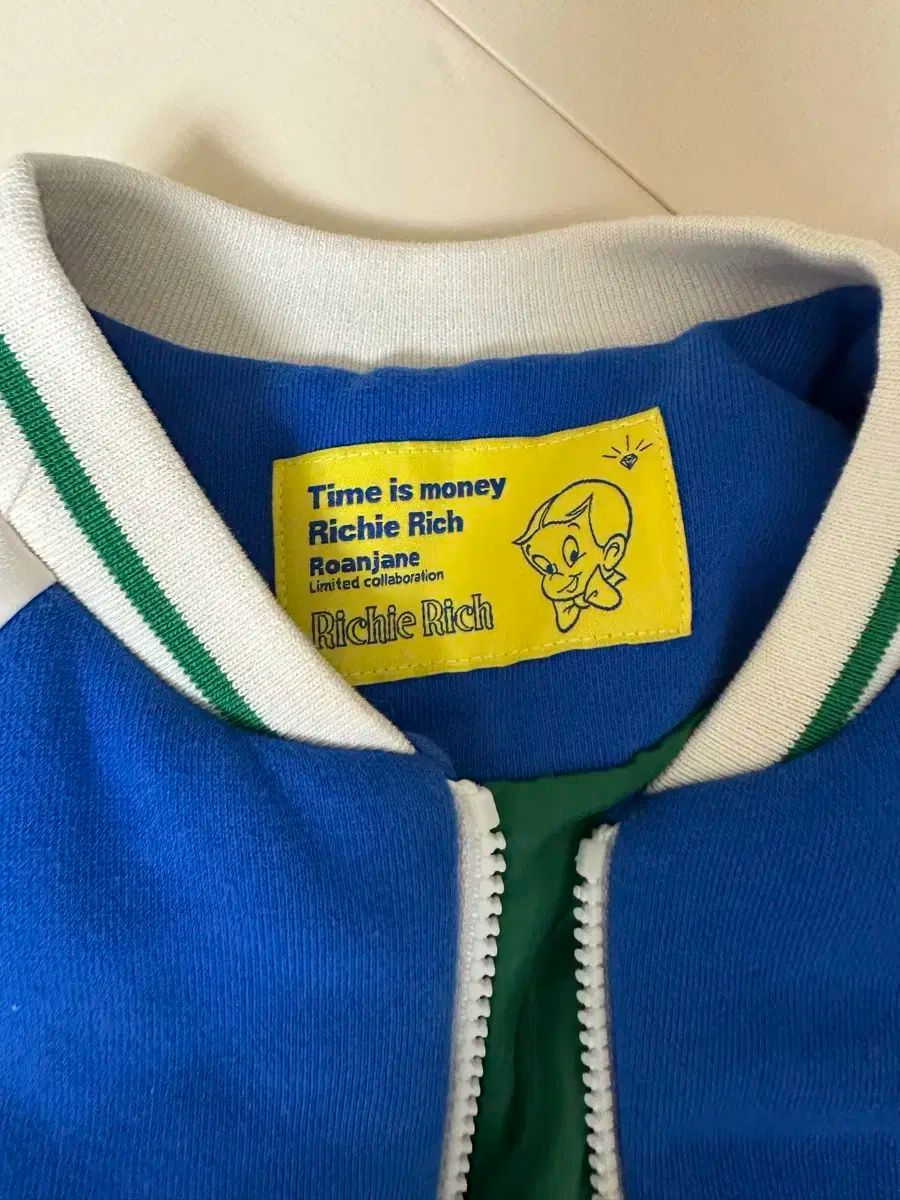 Time is money
Richie Rich
Roanjane
Limited collaboration
Richie Rich